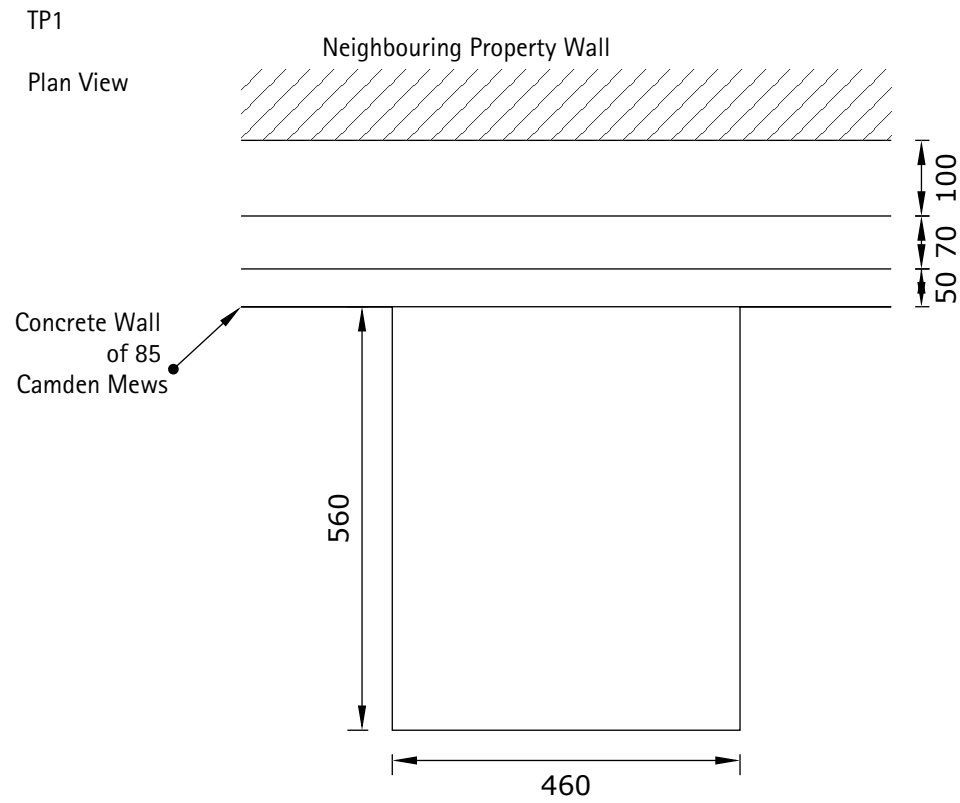 TP1
Neighbouring Property Wall
Plan View
100
70
50
Concrete Wall
of 85
Camden Mews
560
460